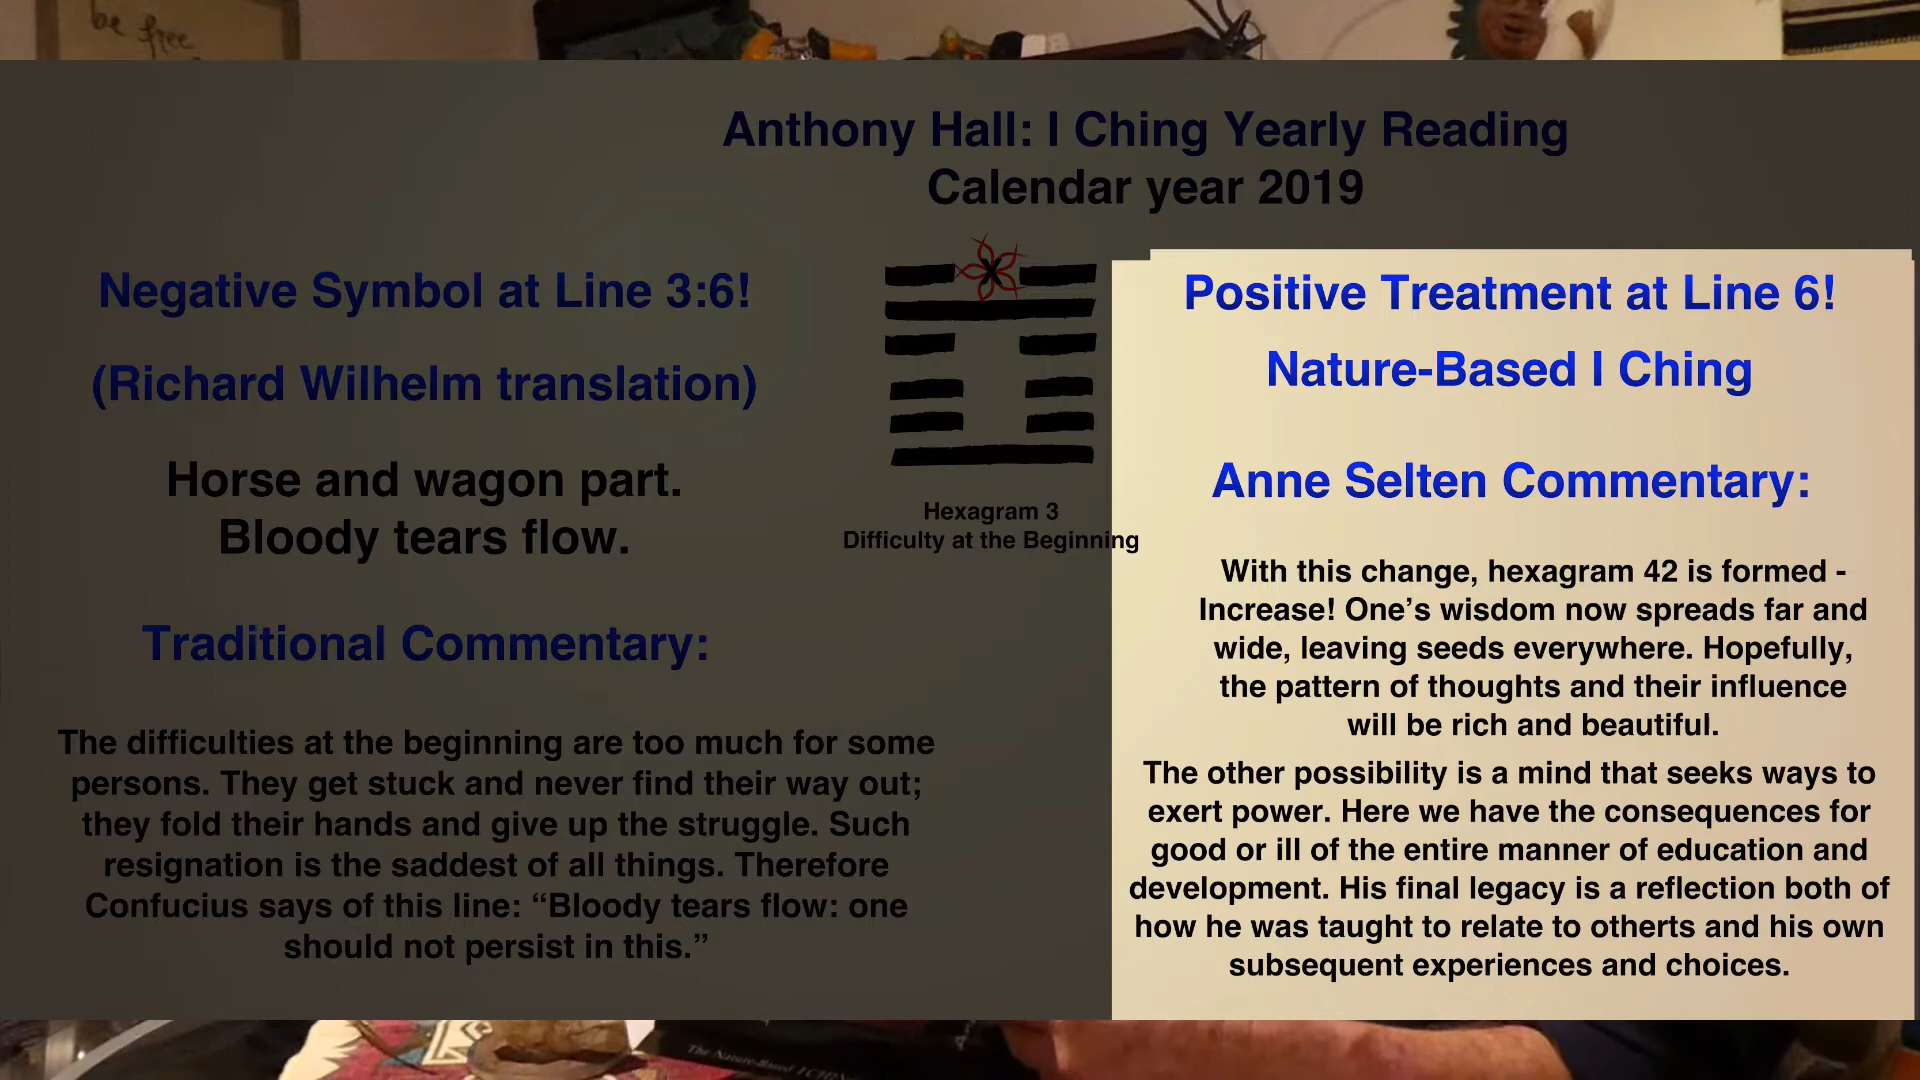 be free
Anthony Hall: I Ching Yearly Reading
Calendar year 2019
Negative Symbol at Line 3:6!
(Richard Wilhelm translation)
Horse and wagon part.
Bloody tears flow.
Traditional Commentary:
The difficulties at the beginning are too much for some
persons. They get stuck and never find their way out;
they fold their hands and give up the struggle. Such
resignation is the saddest of all things. Therefore
Confucius says of this line: “Bloody tears flow: one
should not persist in this.”
Hexagram 3
Difficulty at the Beginning
Positive Treatment at Line 6!
Nature-Based I Ching
Anne Selten Commentary:
With this change, hexagram 42 is formed -
Increase! One’s wisdom now spreads far and
wide, leaving seeds everywhere. Hopefully,
the pattern of thoughts and their influence
will be rich and beautiful.
The other possibility is a mind that seeks ways to
exert power. Here we have the consequences for
good or ill of the entire manner of education and
development. His final legacy is a reflection both of
how he was taught to relate to otherts and his own
subsequent experiences and choices.
The Nature-Based I CHING